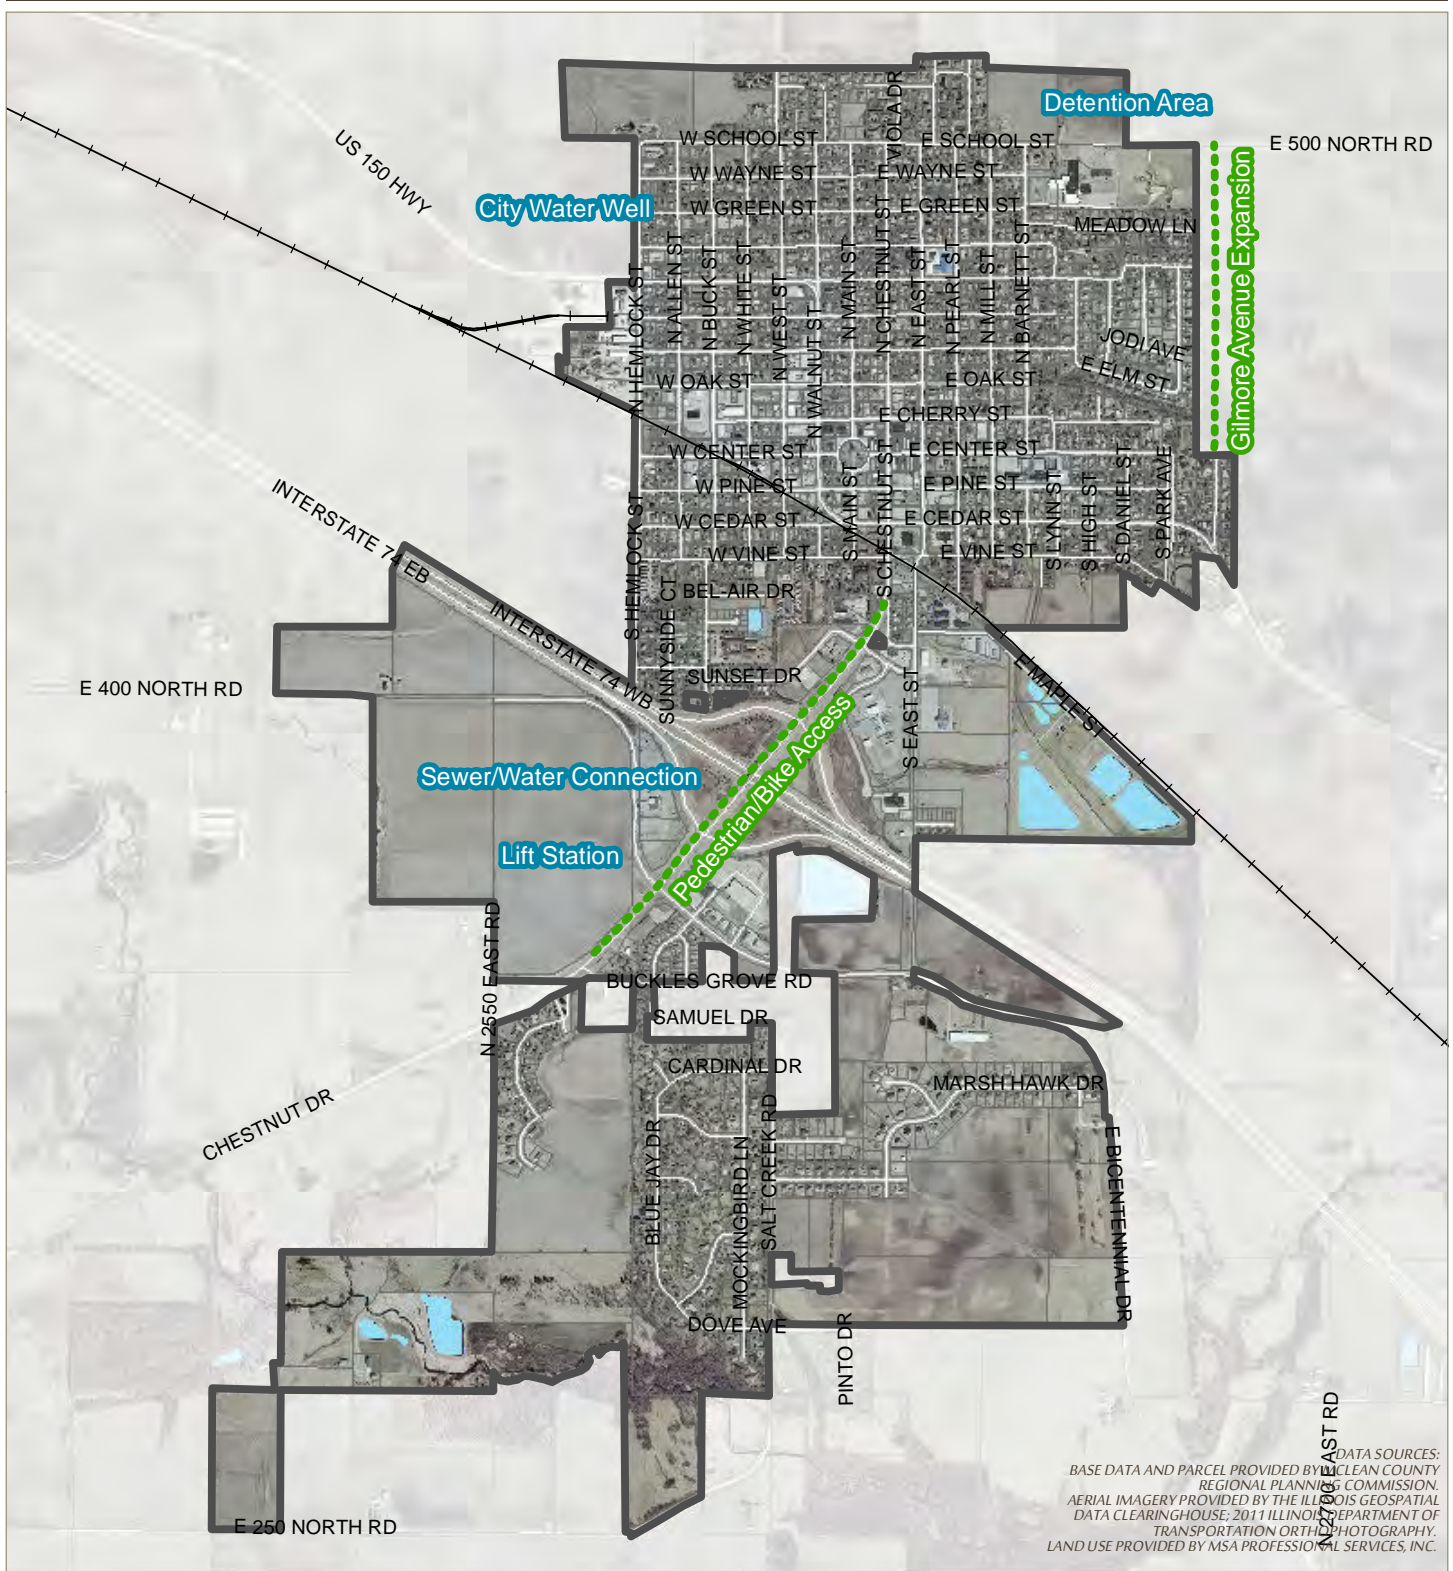 Detention Area
E 500 NORTH RD
US 150 HWY
City Water Well
W SCHOOL ST
VIOLA DR
E SCHOOL ST
W WAYNE ST
E WAYNE ST
W GREEN ST
E GREEN ST
MEADOW LN
Gilmore Avenue Expansion
N HEMLOCK ST
N ALLEN ST
N BUCK ST
N WHITE ST
N WEST ST
N WALNUT ST
N MAIN ST
N CHESTNUT ST
N EAST ST
N PEARL ST
N MILL ST
N BARNETT ST
JODI AVE
E ELM ST
W OAK ST
E OAK ST
E CHERRY ST
W CENTER ST
E CENTER ST
W PINE ST
E PINE ST
W CEDAR ST
E CEDAR ST
W VINE ST
E VINE ST
S HEMLOCK ST
S MAIN ST
S CHESTNUT ST
S LYNN ST
S HIGH ST
S DANIEL ST
S PARK AVE
INTERSTATE 74 EB
INTERSTATE 74 WB
SUNNYSIDE CT
BEL-AIR DR
SUNSET DR
E 400 NORTH RD
S EAST ST
E MAPLE ST
Pedestrian/Bike Access
Sewer/Water Connection
Lift Station
N 2550 EAST RD
BUCKLES GROVE RD
SAMUEL DR
CARDINAL DR
MARSH HAWK DR
CHESTNUT DR
BLUE JAY DR
MOCKINGBIRD LN
SALT CREEK RD
E BICENTENNIAL DR
DOVE AVE
PINTO DR
E 250 NORTH RD
N 2700 EAST RD
DATA SOURCES:
BASE DATA AND PARCEL PROVIDED BY MCLEAN COUNTY
REGIONAL PLANNING COMMISSION.
AERIAL IMAGERY PROVIDED BY THE ILLINOIS GEOSPATIAL
DATA CLEARINGHOUSE; 2011 ILLINOIS DEPARTMENT OF
TRANSPORTATION ORTHOPHOTOGRAPHY.
LAND USE PROVIDED BY MSA PROFESSIONAL SERVICES, INC.